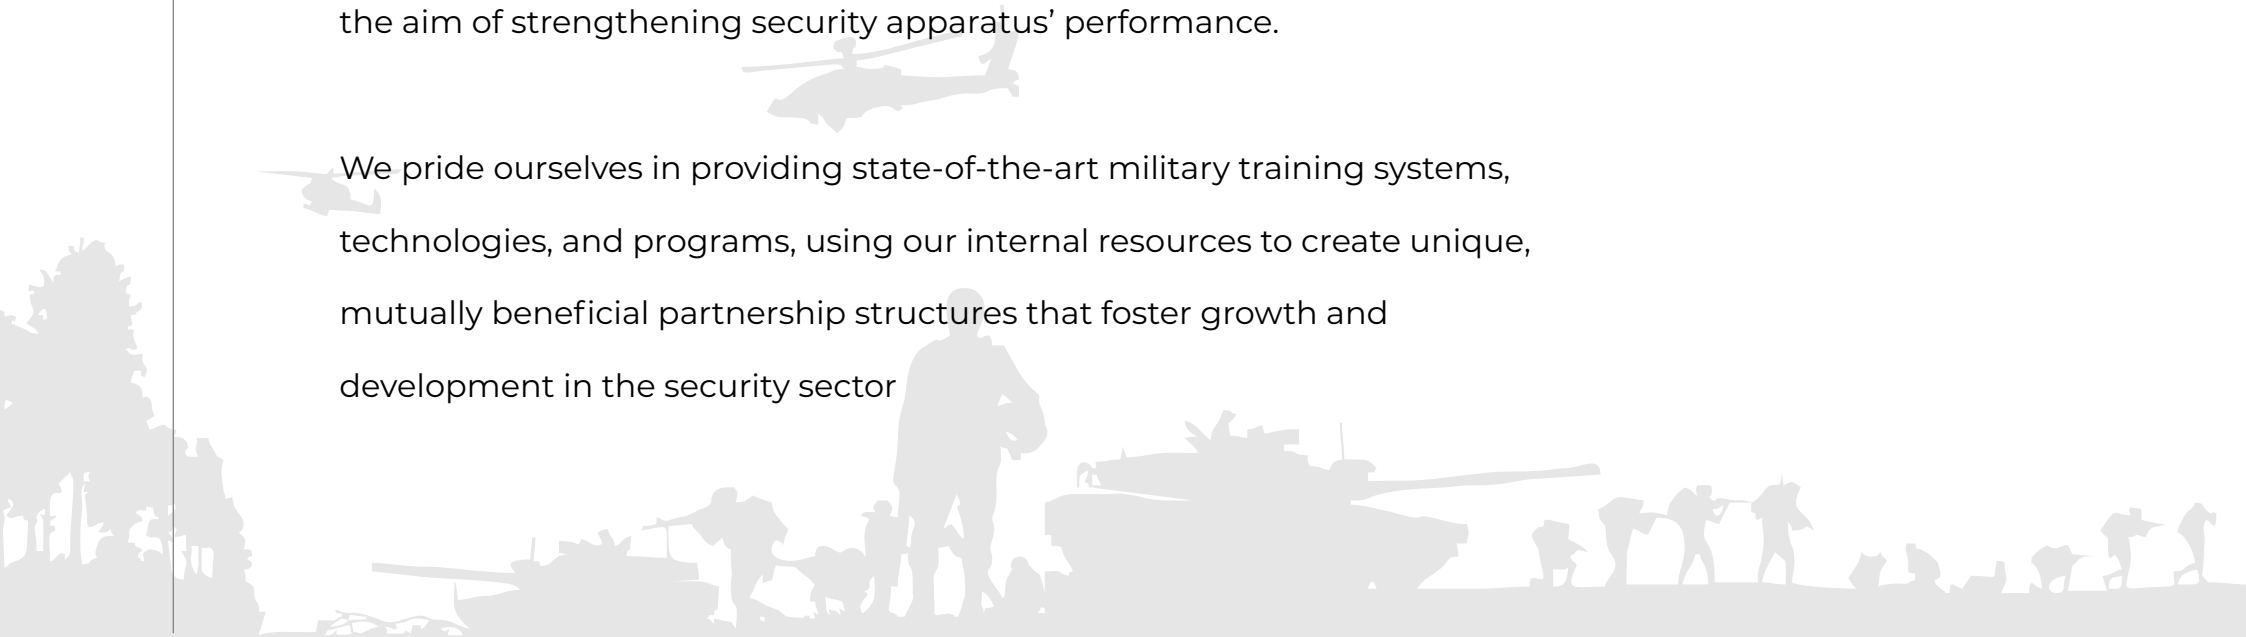 the aim of strengthening security apparatus’ performance.
We pride ourselves in providing state-of-the-art military training systems,
technologies, and programs, using our internal resources to create unique,
mutually beneficial partnership structures that foster growth and
development in the security sector